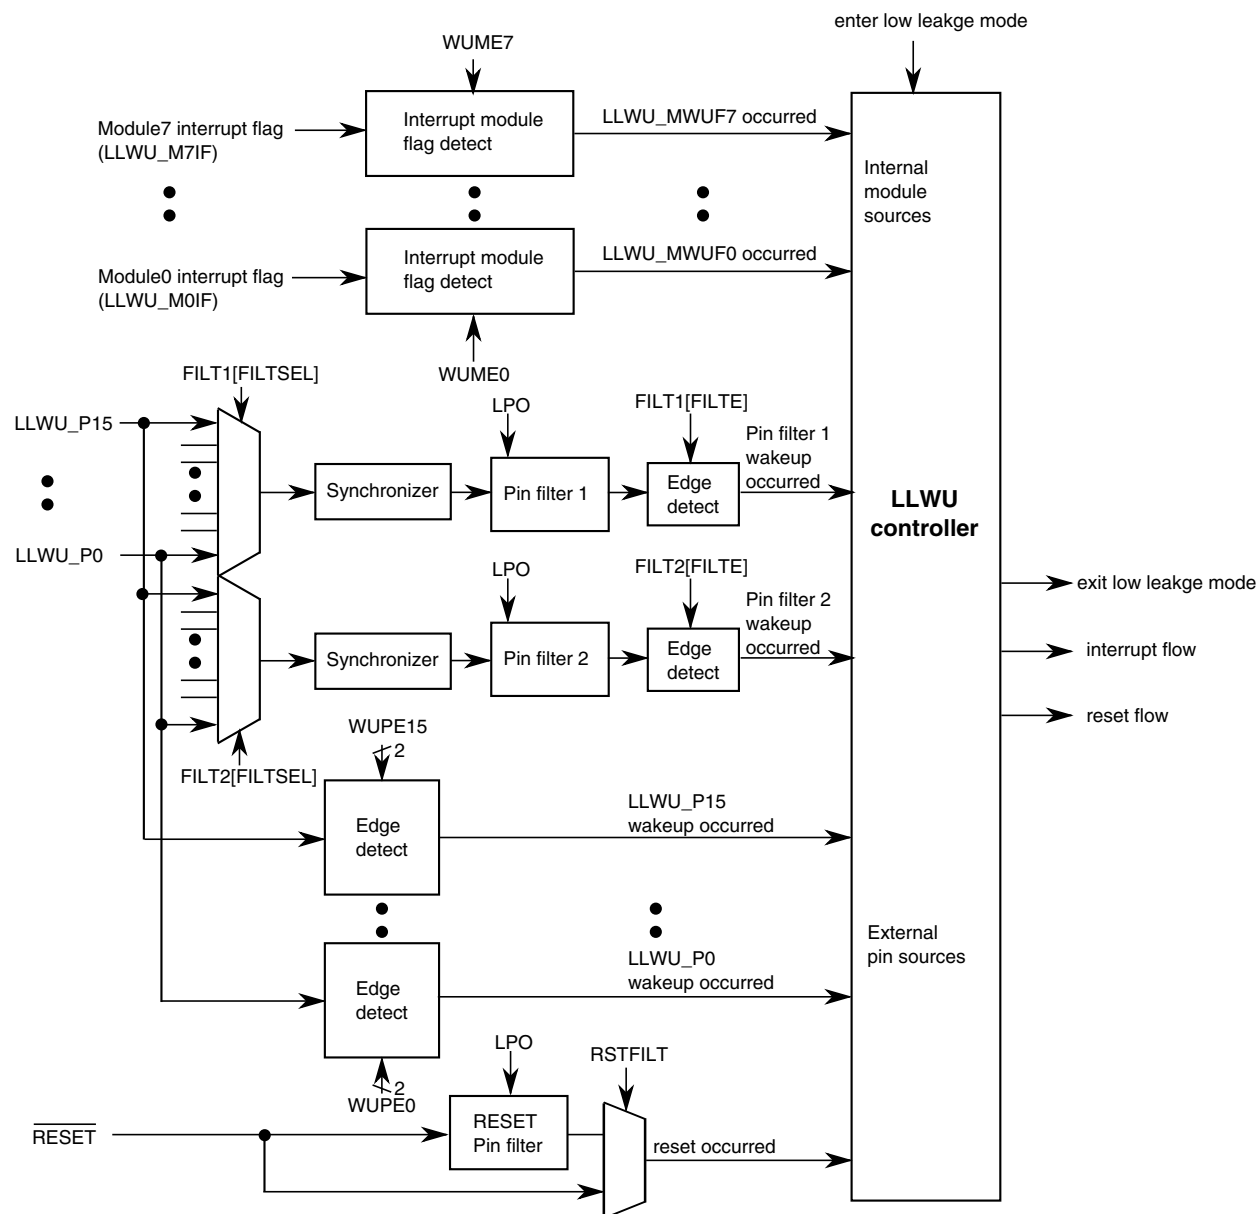 enter low leakge mode
WUME7
Module7 interrupt flag
(LLWU_M7IF)
Interrupt module
flag detect
LLWU_MWUF7 occurred
Internal
module
sources
Module0 interrupt flag
(LLWU_M0IF)
Interrupt module
flag detect
LLWU_MWUF0 occurred
WUME0
FILT1[FILTSEL]
LLWU_P15
LLWU_P0
Synchronizer
LPO
Pin filter 1
FILT1[FILTE]
Edge
detect
Pin filter 1
wakeup
occurred
LLWU
controller
Synchronizer
LPO
Pin filter 2
FILT2[FILTE]
Edge
detect
Pin filter 2
wakeup
occurred
exit low leakge mode
interrupt flow
reset flow
FILT2[FILTSEL]
WUPE15
2
Edge
detect
LLWU_P15
wakeup occurred
Edge
detect
LLWU_P0
wakeup occurred
External
pin sources
2
WUPE0
RESET
LPO
RESET
Pin filter
RSTFILT
reset occurred